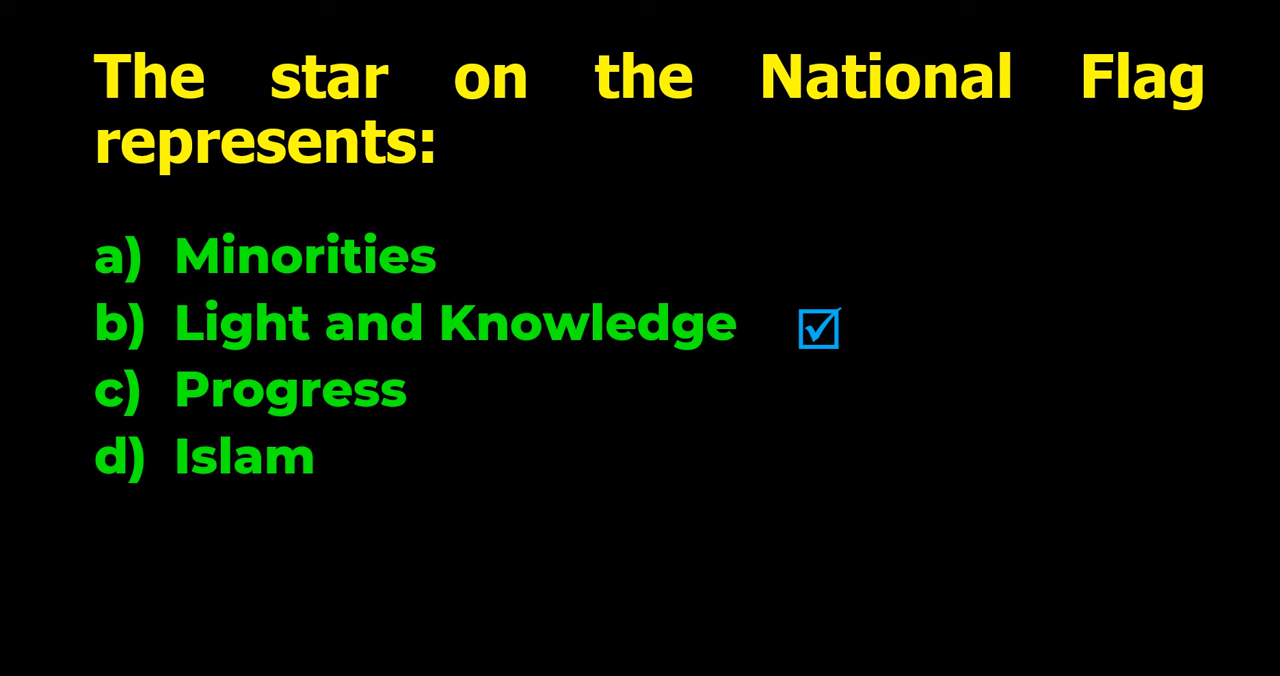 The star on the National Flag
represents:
a) Minorities
b) Light and Knowledge ☑
c) Progress
d) Islam